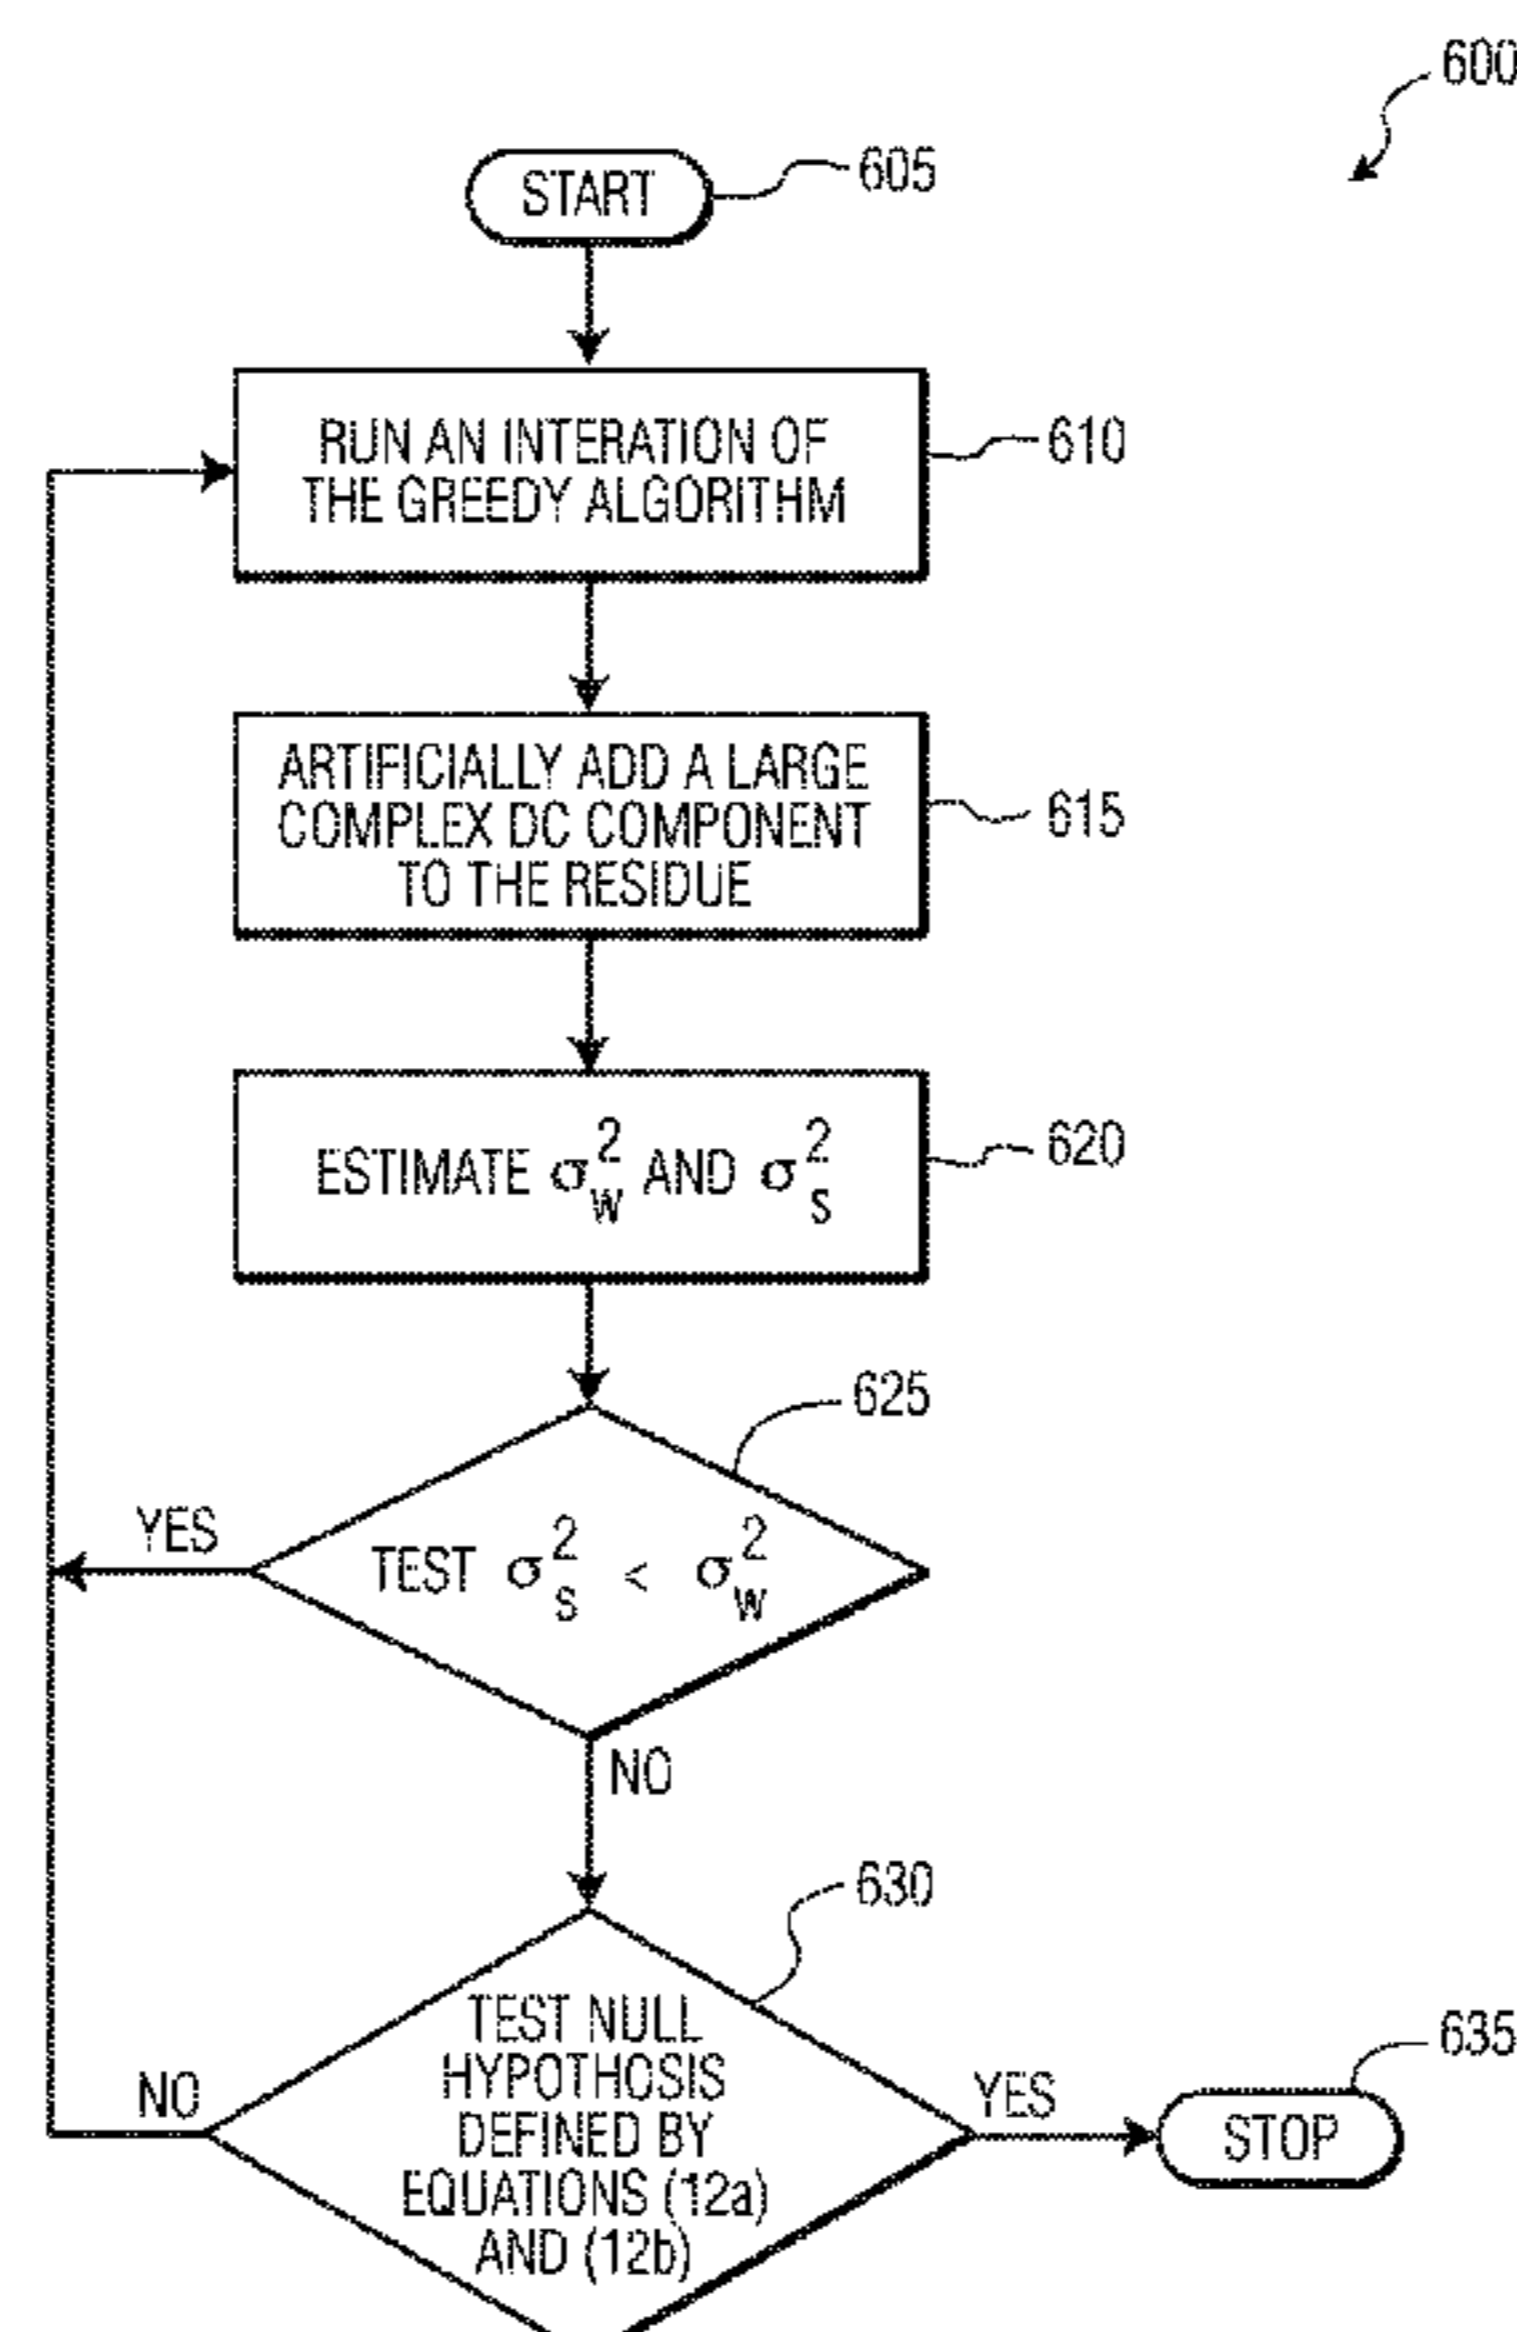 600
START
605
RUN AN INTERATION OF
THE GREEDY ALGORITHM
610
ARTIFICIALLY ADD A LARGE
COMPLEX DC COMPONENT
TO THE RESIDUE
615
ESTIMATE σ_w^2 AND σ_s^2
620
625
YES
TEST σ_s^2 < σ_w^2
NO
630
TEST NULL
HYPOTHOSIS
DEFINED BY
EQUATIONS (12a)
AND (12b)
NO
YES
635
STOP